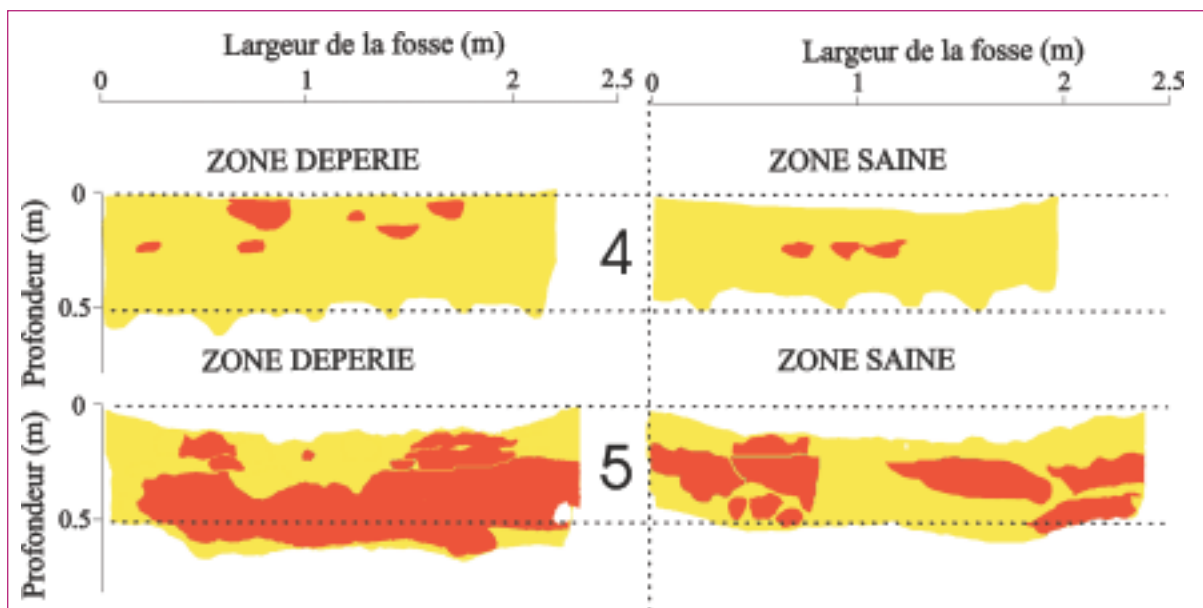 Largeur de la fosse (m)
0 1 2 2.5
Largeur de la fosse (m)
0 1 2 2.5
ZONE DEPERIE
ZONE SAINE
Profondeur (m)
0
0.5
4
ZONE DEPERIE
ZONE SAINE
Profondeur (m)
0
0.5
5